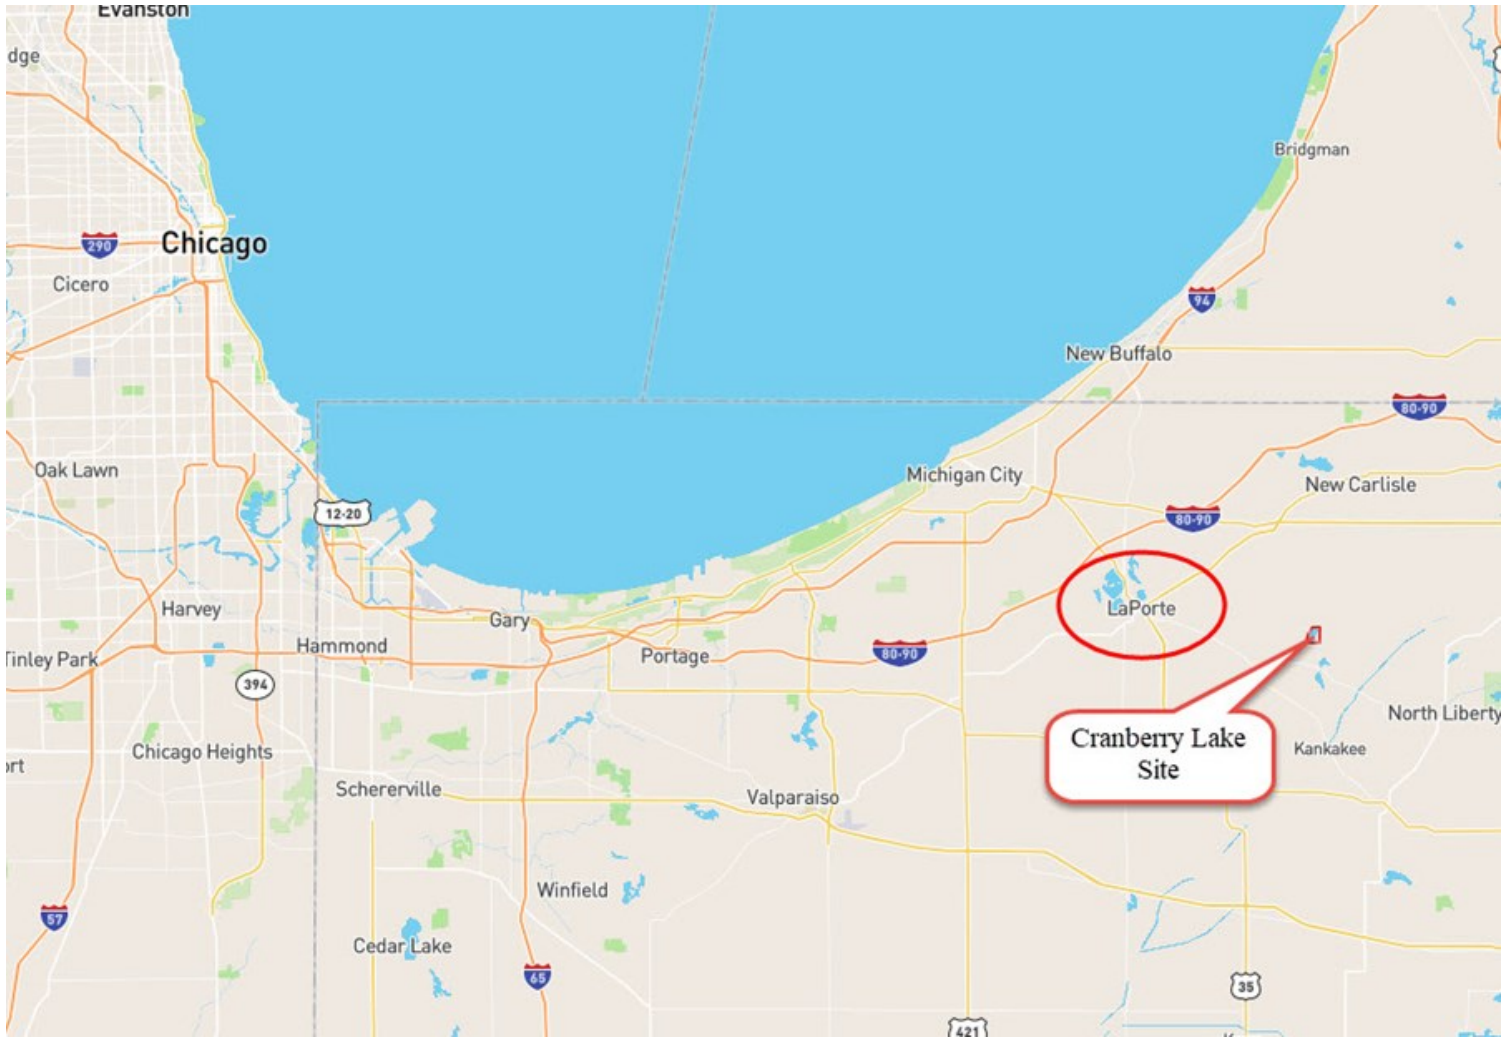 Evanston
dge
Bridgman
290
Chicago
Cicero
94
New Buffalo
80-90
Oak Lawn
Michigan City
New Carlisle
12-20
80-90
Harvey
LaPorte
Gary
Hammond
Portage
80-90
Tinley Park
394
North Liberty
Cranberry Lake
Site
Kankakee
Chicago Heights
ort
Schererville
Valparaiso
Winfield
57
Cedar Lake
65
35
421